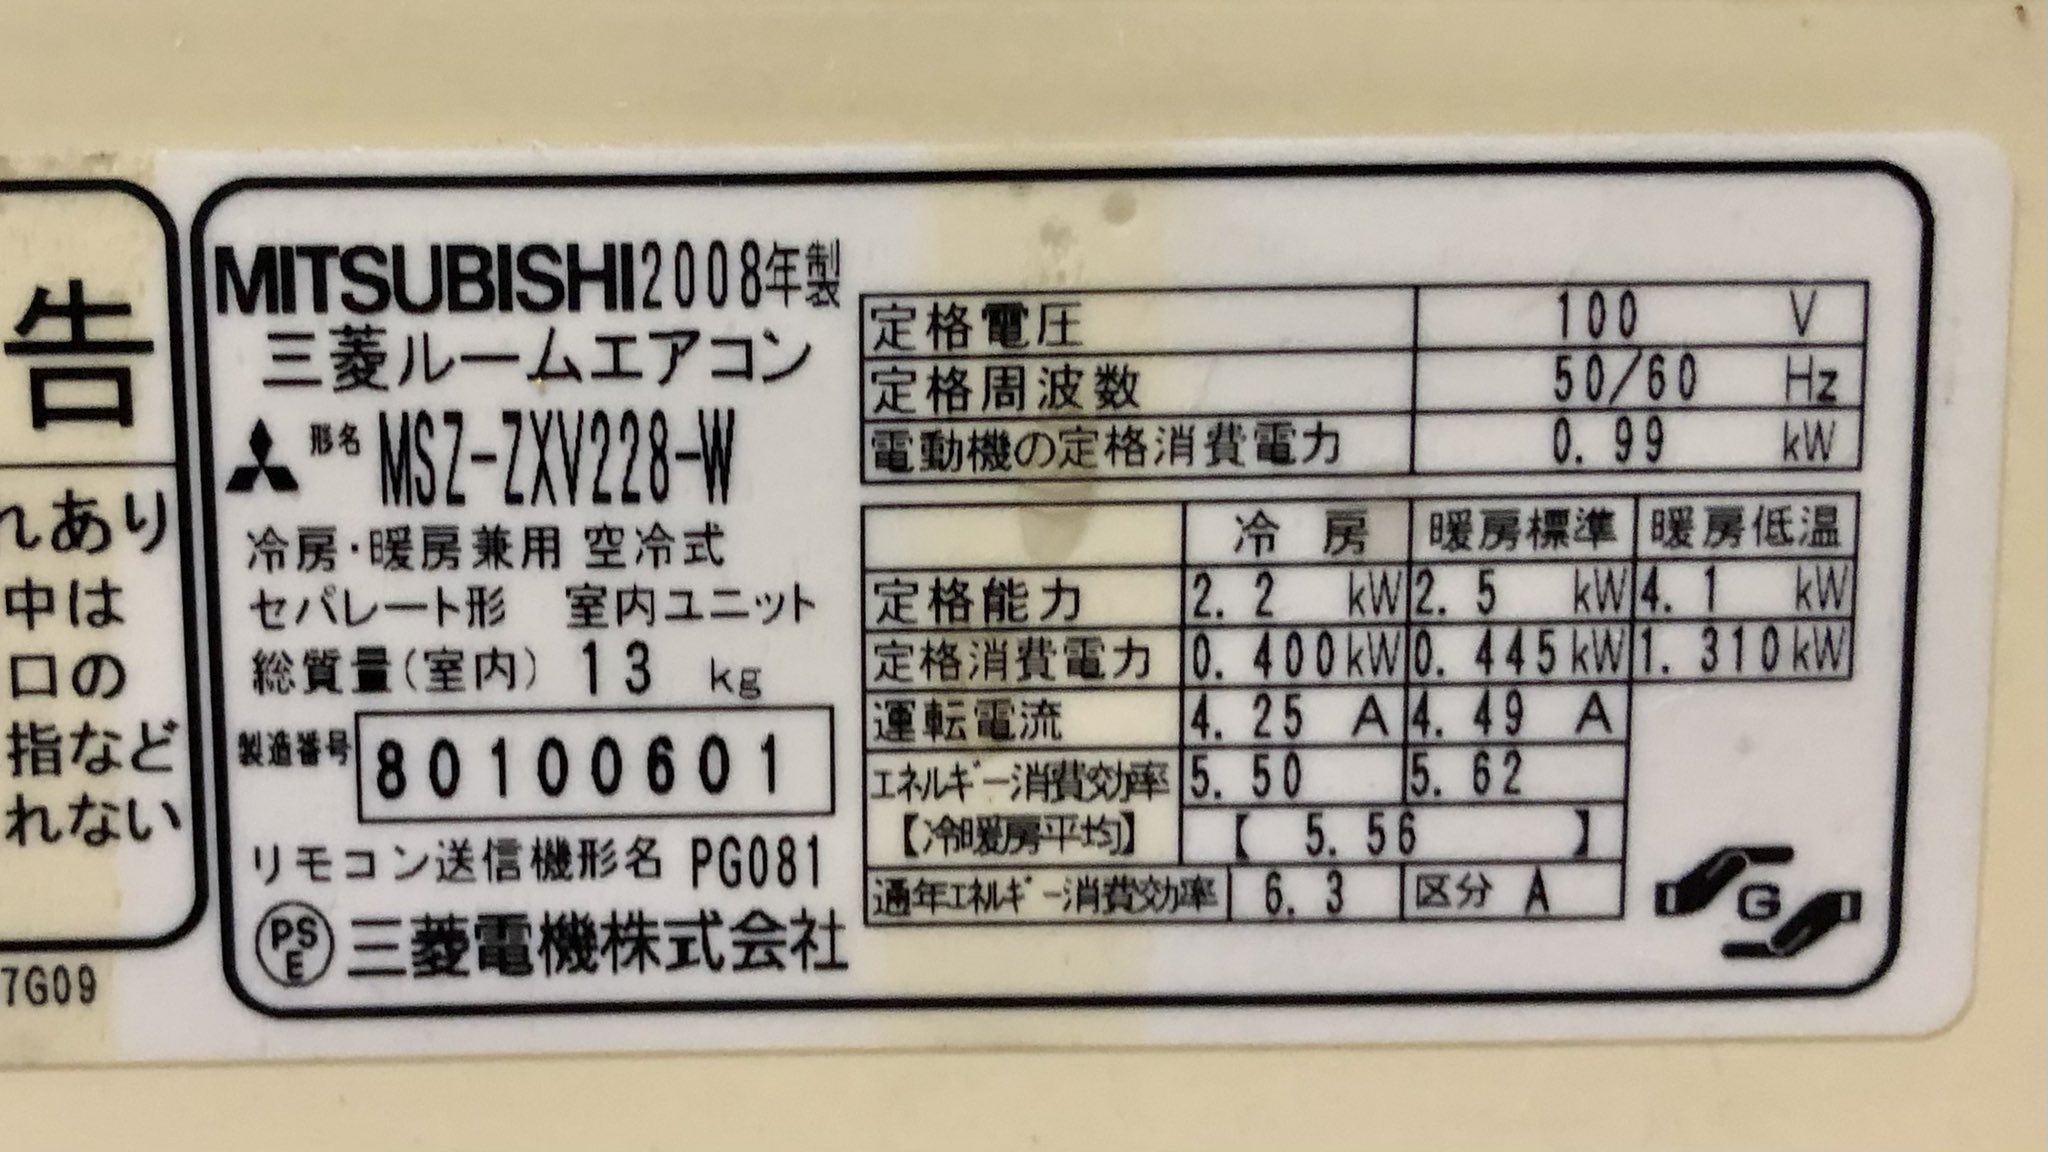 告
れあり
中は
口の
指など
れない
7G09
MITSUBISHI 2008年製
三菱ルームエアコン
形名 MSZ-ZXV228-W
冷房・暖房兼用 空冷式
セパレート形 室内ユニット
総質量(室内) 13 kg
製造番号 80100601
リモコン送信機形名 PG081
PSE 三菱電機株式会社
定格電圧 100 V
定格周波数 50/60 Hz
電動機の定格消費電力 0.99 kW
冷房 暖房標準 暖房低温
定格能力 2.2 kW 2.5 kW 4.1 kW
定格消費電力 0.400kW 0.445kW 1.310kW
運転電流 4.25 A 4.49 A
エネルギー消費効率 5.50 5.62
【冷暖房平均】 【 5.56 】
通年エネルギー消費効率 6.3 区分 A
G